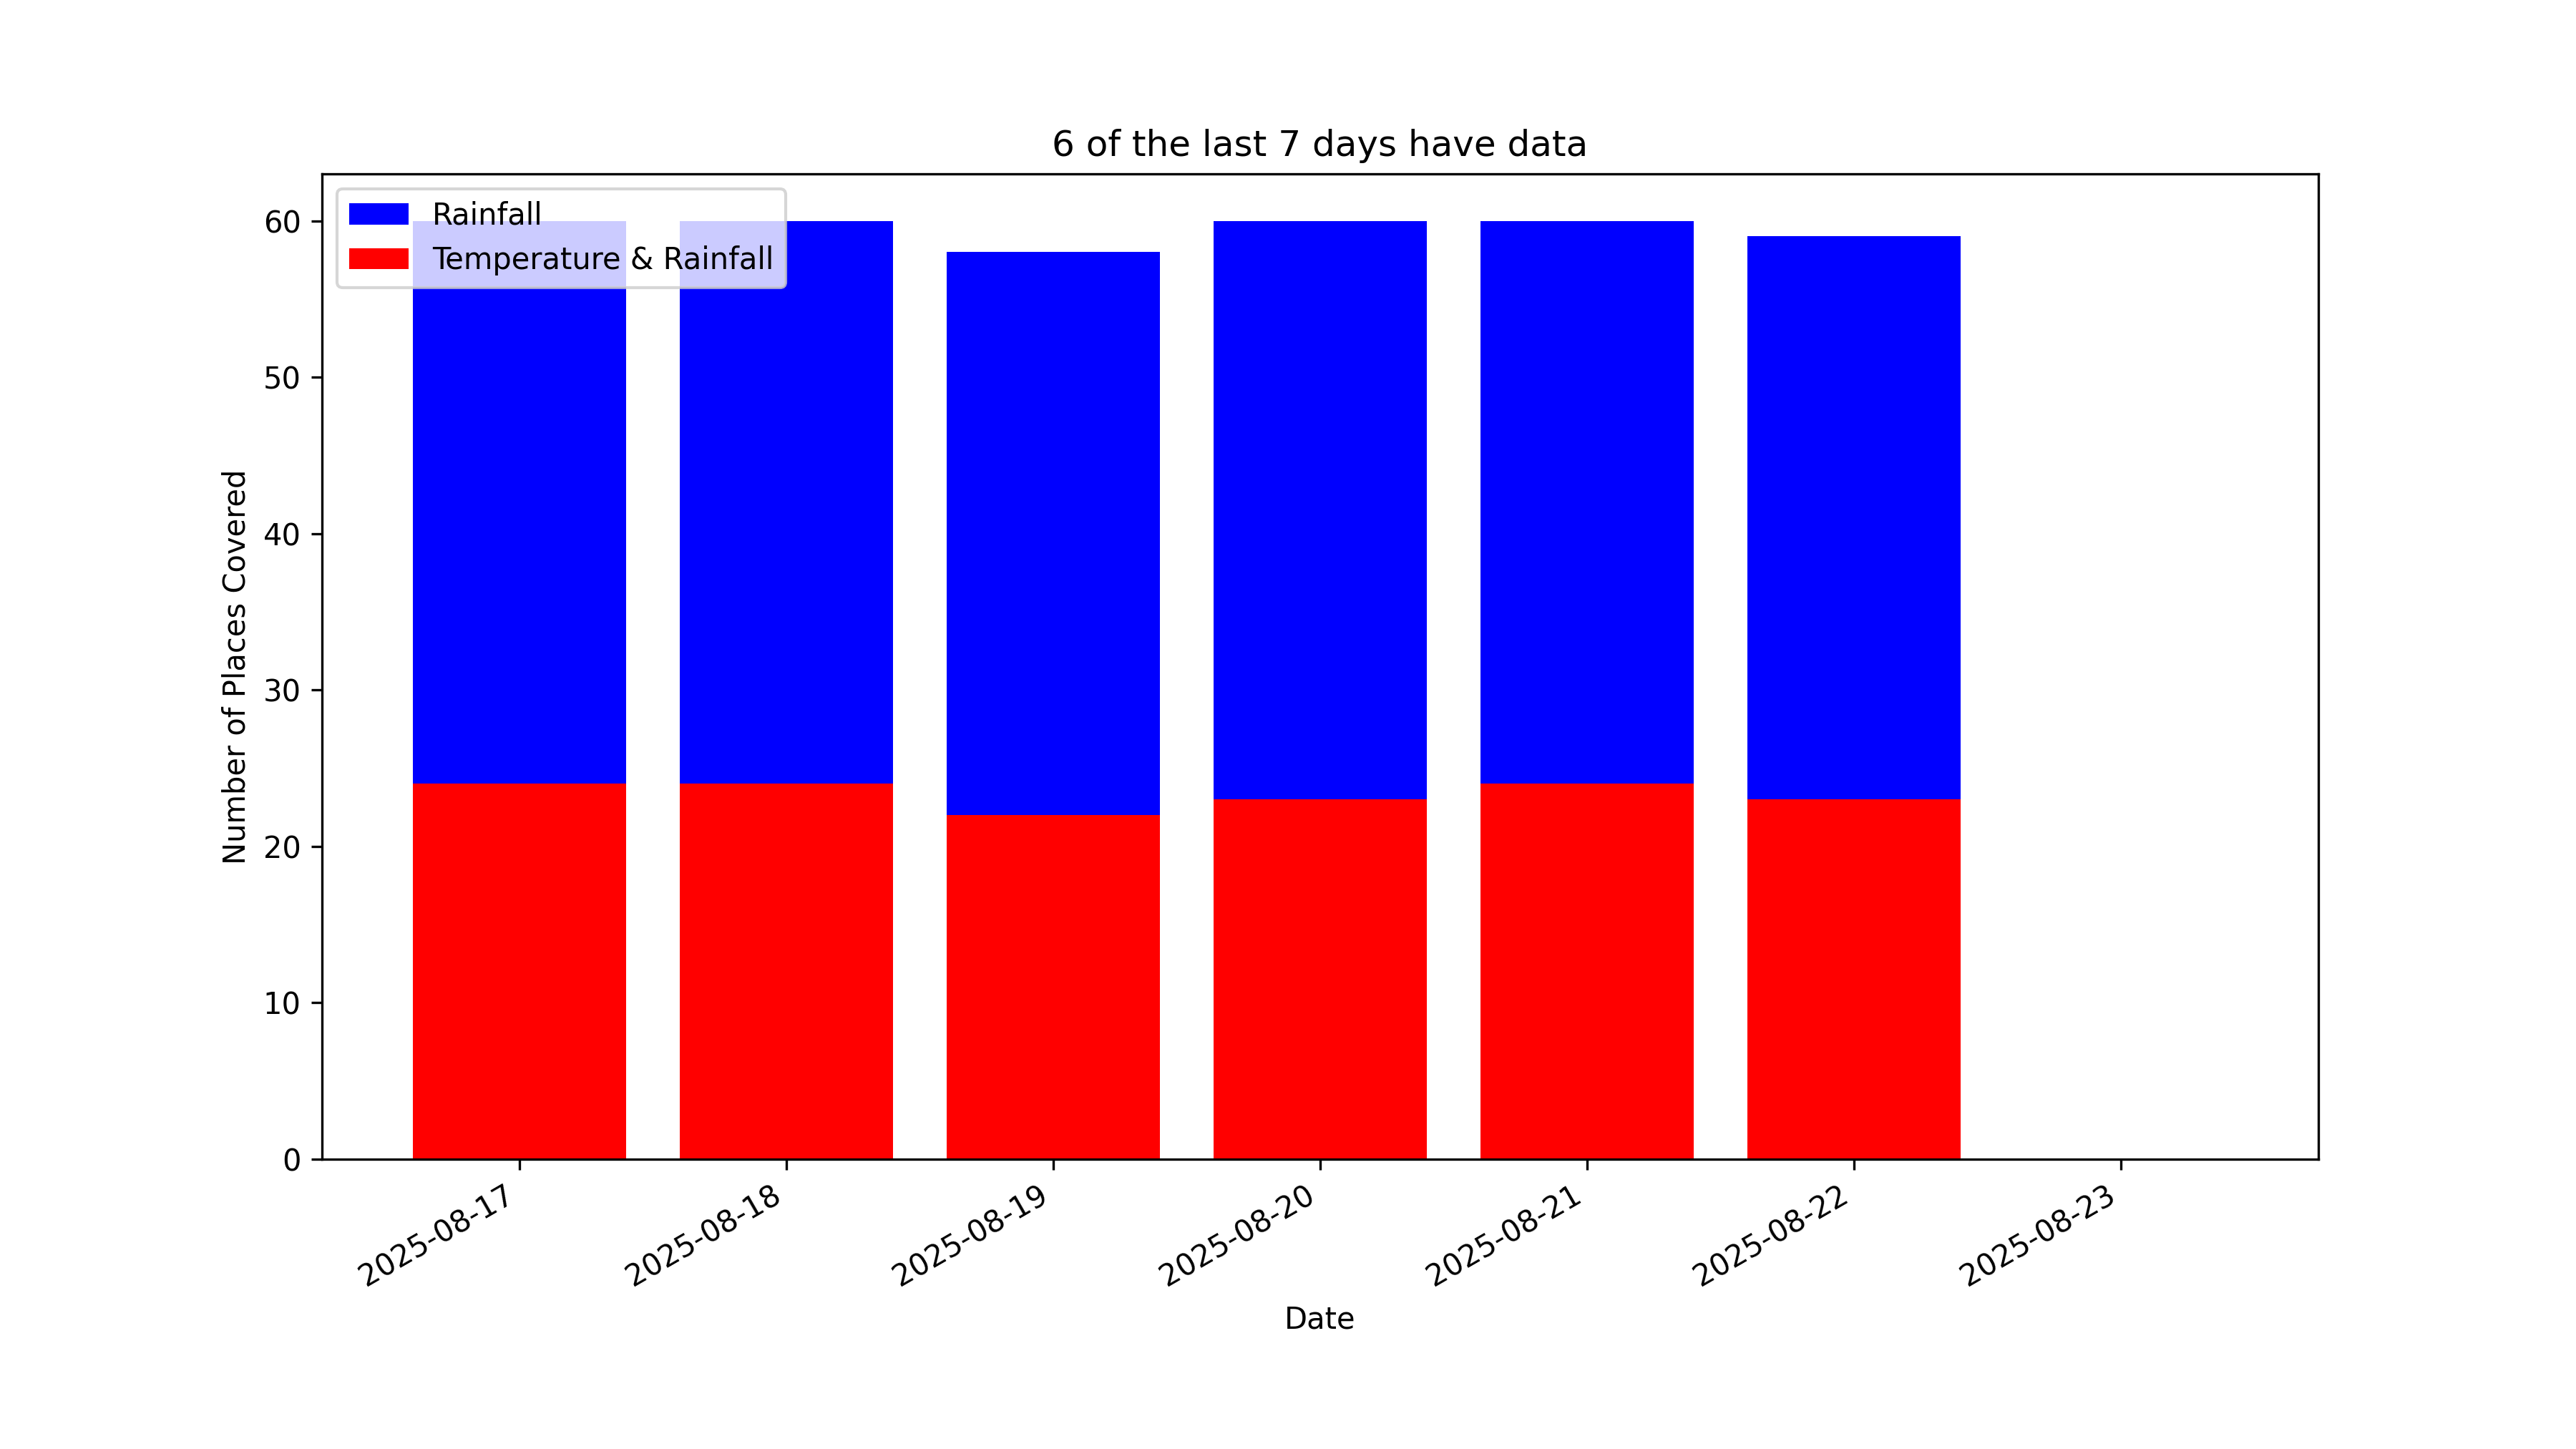 6 of the last 7 days have data
Rainfall
Temperature & Rainfall
60
50
40
30
20
10
0
Number of Places Covered
2025-08-17
2025-08-18
2025-08-19
2025-08-20
2025-08-21
2025-08-22
2025-08-23
Date